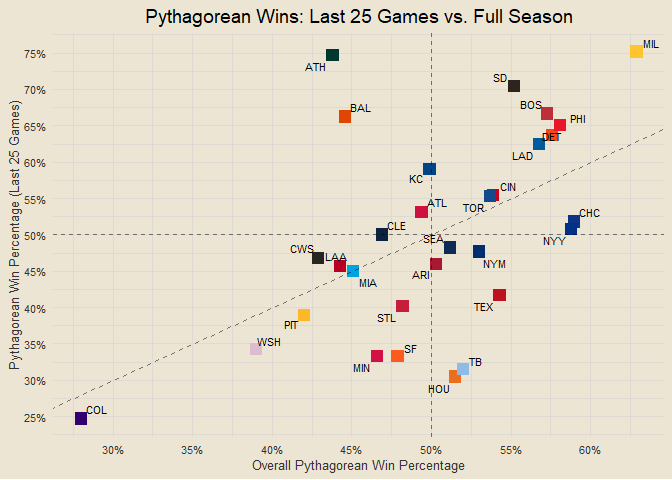 Pythagorean Wins: Last 25 Games vs. Full Season
MIL
75%
ATH
SD
70%
BAL
BOS
PHI
65%
DET
LAD
60%
KC
CIN
55%
TOR
ATL
CHC
CLE
50%
SEA
NYY
CWS
LAA
ARI
NYM
45%
MIA
TEX
40%
STL
PIT
WSH
35%
MIN
SF
TB
30%
HOU
COL
25%
30%
35%
40%
45%
50%
55%
60%
Overall Pythagorean Win Percentage
Pythagorean Win Percentage (Last 25 Games)